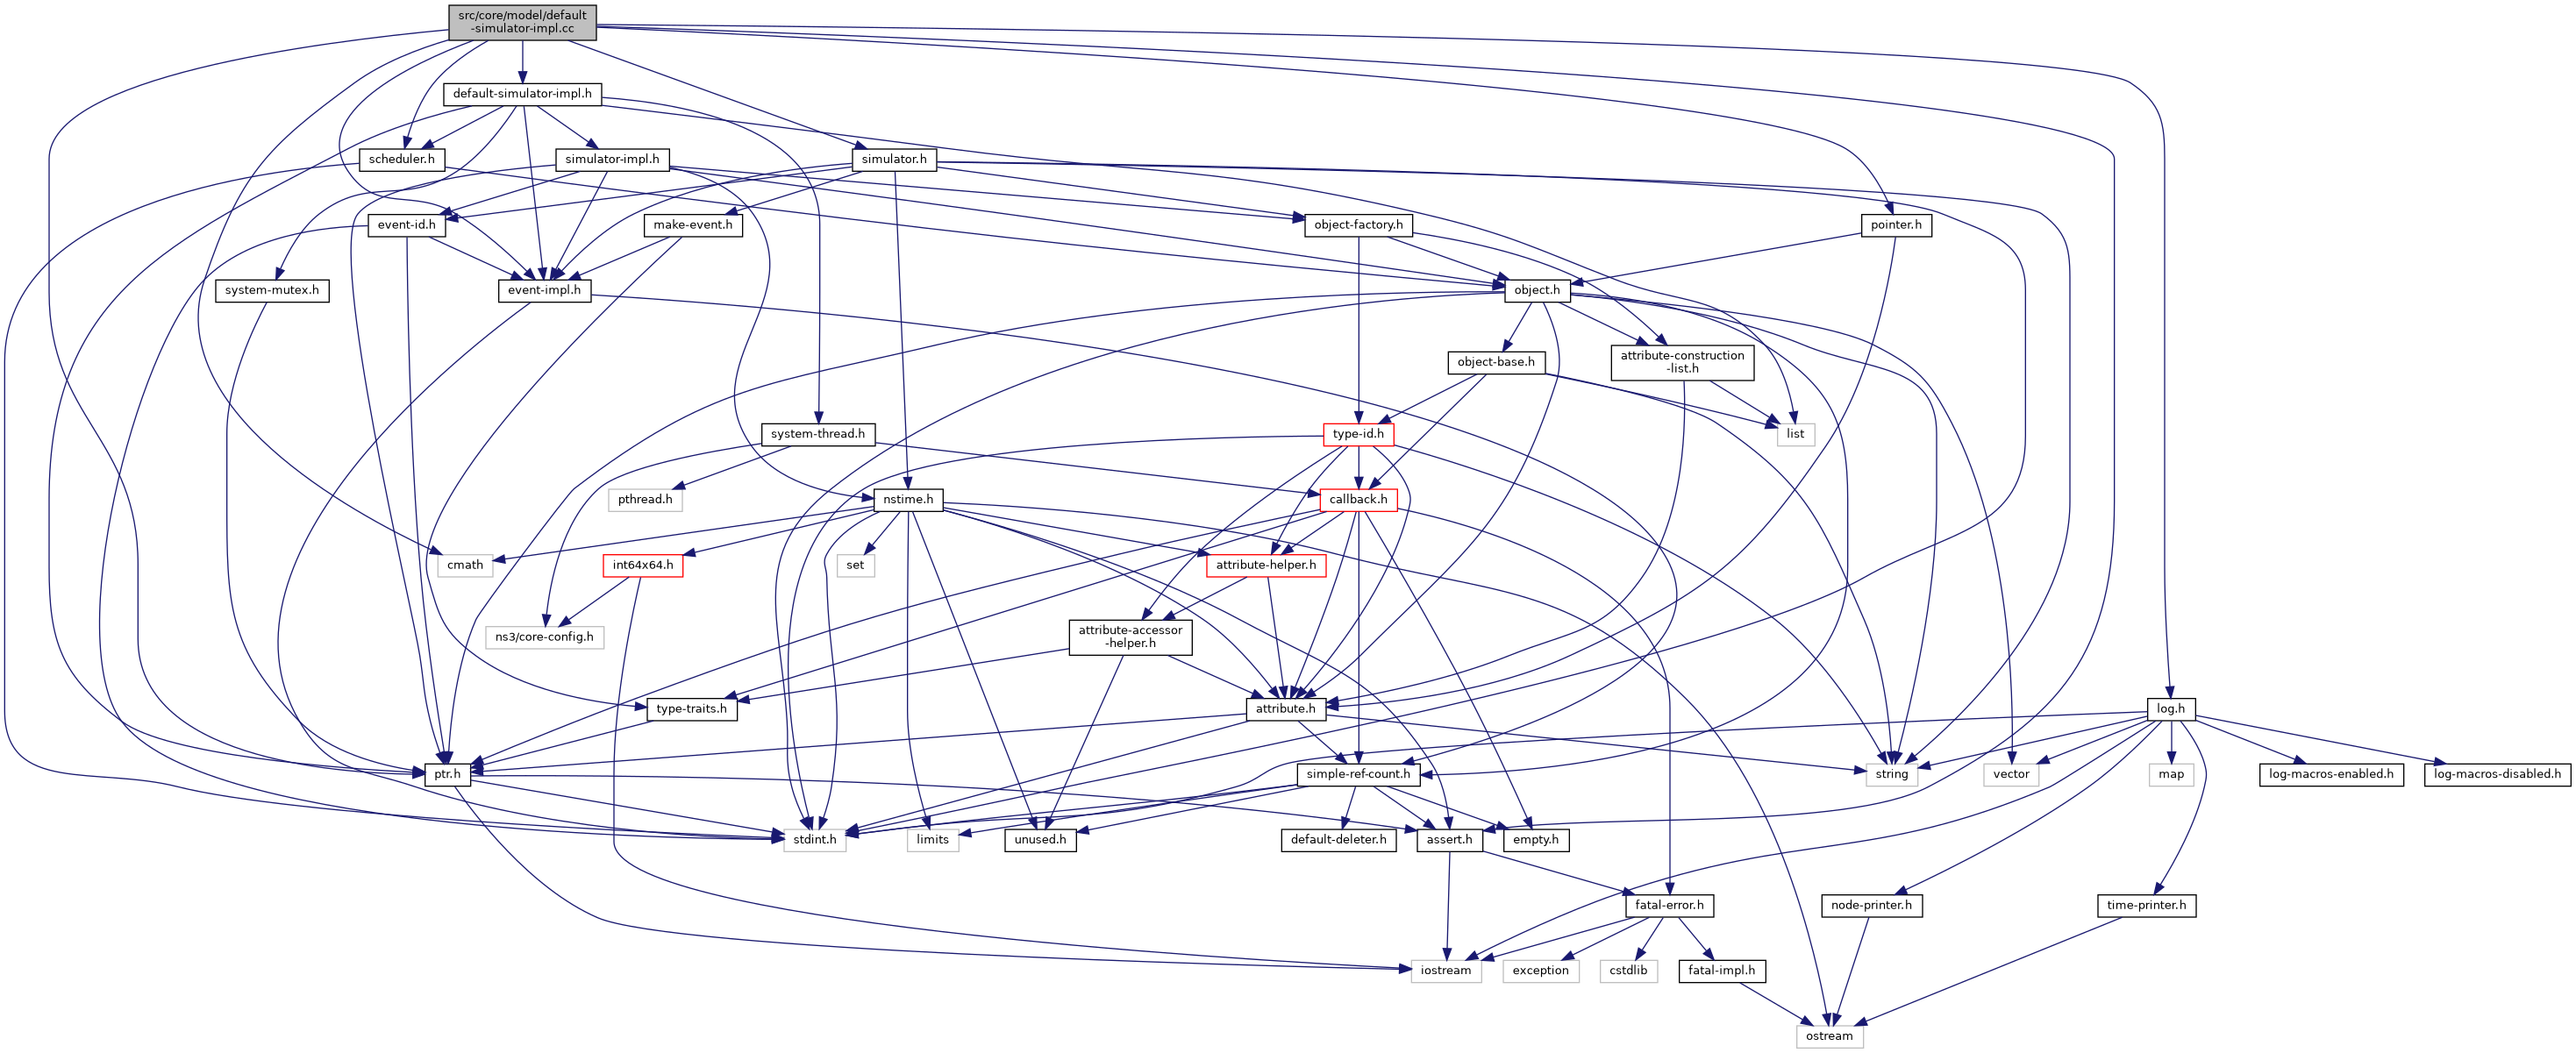 src/core/model/default
-simulator-impl.cc
default-simulator-impl.h
scheduler.h
simulator-impl.h
simulator.h
event-id.h
make-event.h
object-factory.h
pointer.h
system-mutex.h
event-impl.h
object.h
object-base.h
attribute-construction
-list.h
system-thread.h
type-id.h
list
pthread.h
nstime.h
callback.h
cmath
int64x64.h
set
attribute-helper.h
ns3/core-config.h
attribute-accessor
-helper.h
type-traits.h
attribute.h
log.h
ptr.h
simple-ref-count.h
string
vector
map
log-macros-enabled.h
log-macros-disabled.h
stdint.h
limits
unused.h
default-deleter.h
assert.h
empty.h
fatal-error.h
node-printer.h
time-printer.h
iostream
exception
cstdlib
fatal-impl.h
ostream